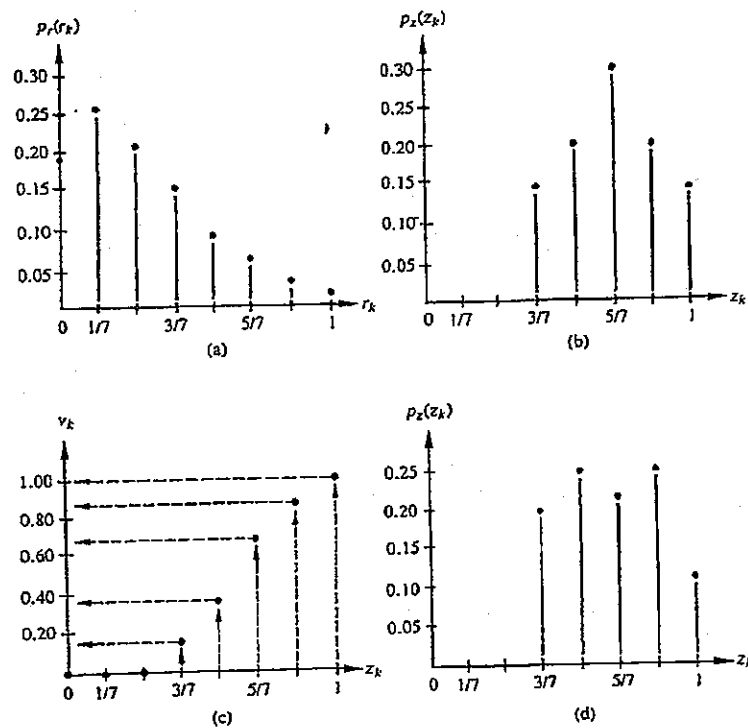 p_r(r_k)
0.30
0.25
0.20
0.15
0.10
0.05
0 1/7 3/7 5/7 1 r_k
(a)
p_z(z_k)
0.30
0.25
0.20
0.15
0.10
0.05
0 1/7 3/7 5/7 1 z_k
(b)
v_k
1.00
0.80
0.60
0.40
0.20
0 1/7 3/7 5/7 1 z_k
(c)
p_z(z_k)
0.25
0.20
0.15
0.10
0.05
0 1/7 3/7 5/7 1
(d)